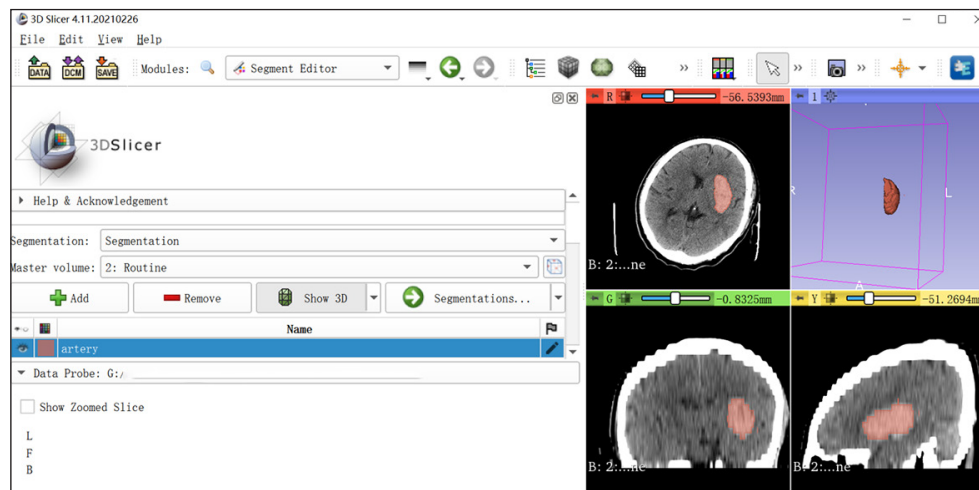 3D Slicer 4.11.20210226
File Edit View Help
DATA DCM SAVE Modules: Segment Editor
3DSlicer
Help & Acknowledgement
Segmentation: Segmentation
Master volume: 2: Routine
Add Remove Show 3D Segmentations...
Name
artery
Data Probe: G:/
Show Zoomed Slice
L
F
B
R -56.5393mm
B: 2:...ne
1
R
L
A
G -0.8325mm
B: 2:...ne
Y -51.2694mm
B: 2:...ne